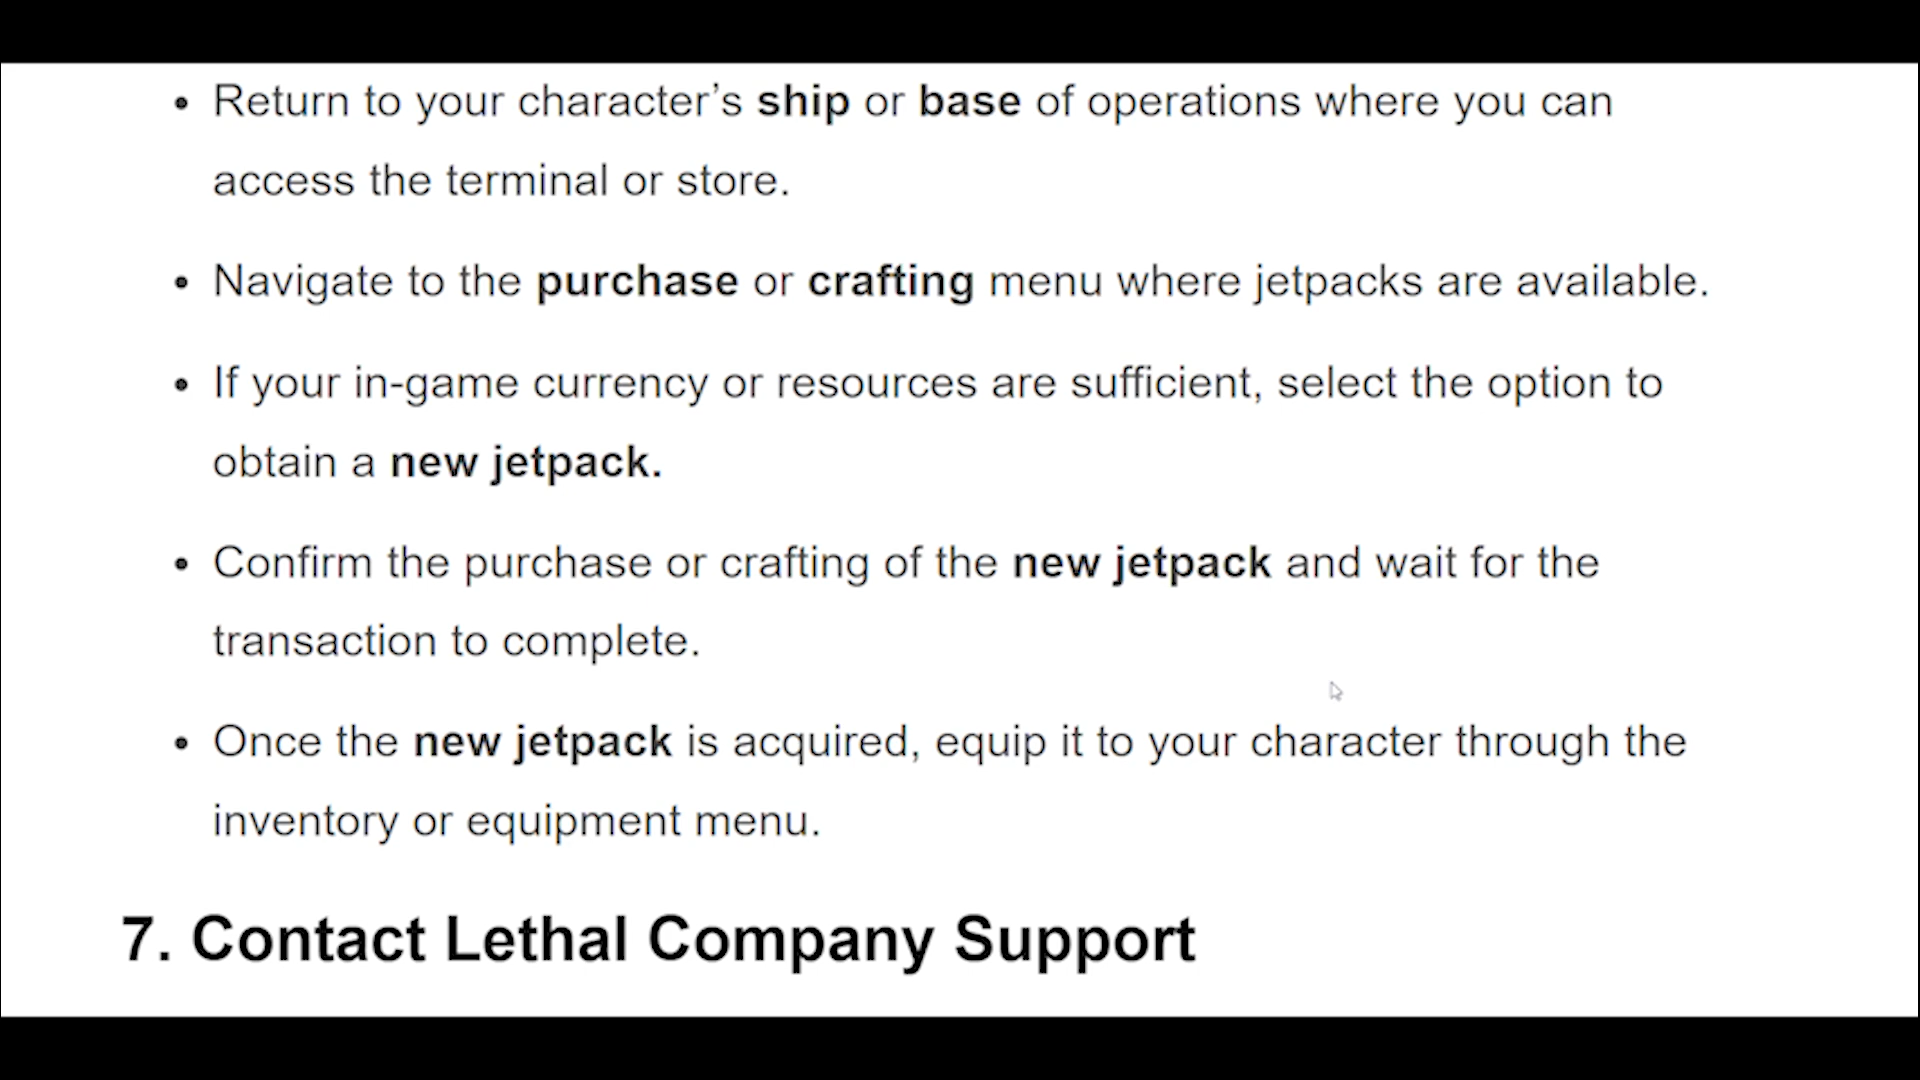 • Return to your character’s ship or base of operations where you can
access the terminal or store.
• Navigate to the purchase or crafting menu where jetpacks are available.
• If your in-game currency or resources are sufficient, select the option to
obtain a new jetpack.
• Confirm the purchase or crafting of the new jetpack and wait for the
transaction to complete.
• Once the new jetpack is acquired, equip it to your character through the
inventory or equipment menu.
7. Contact Lethal Company Support